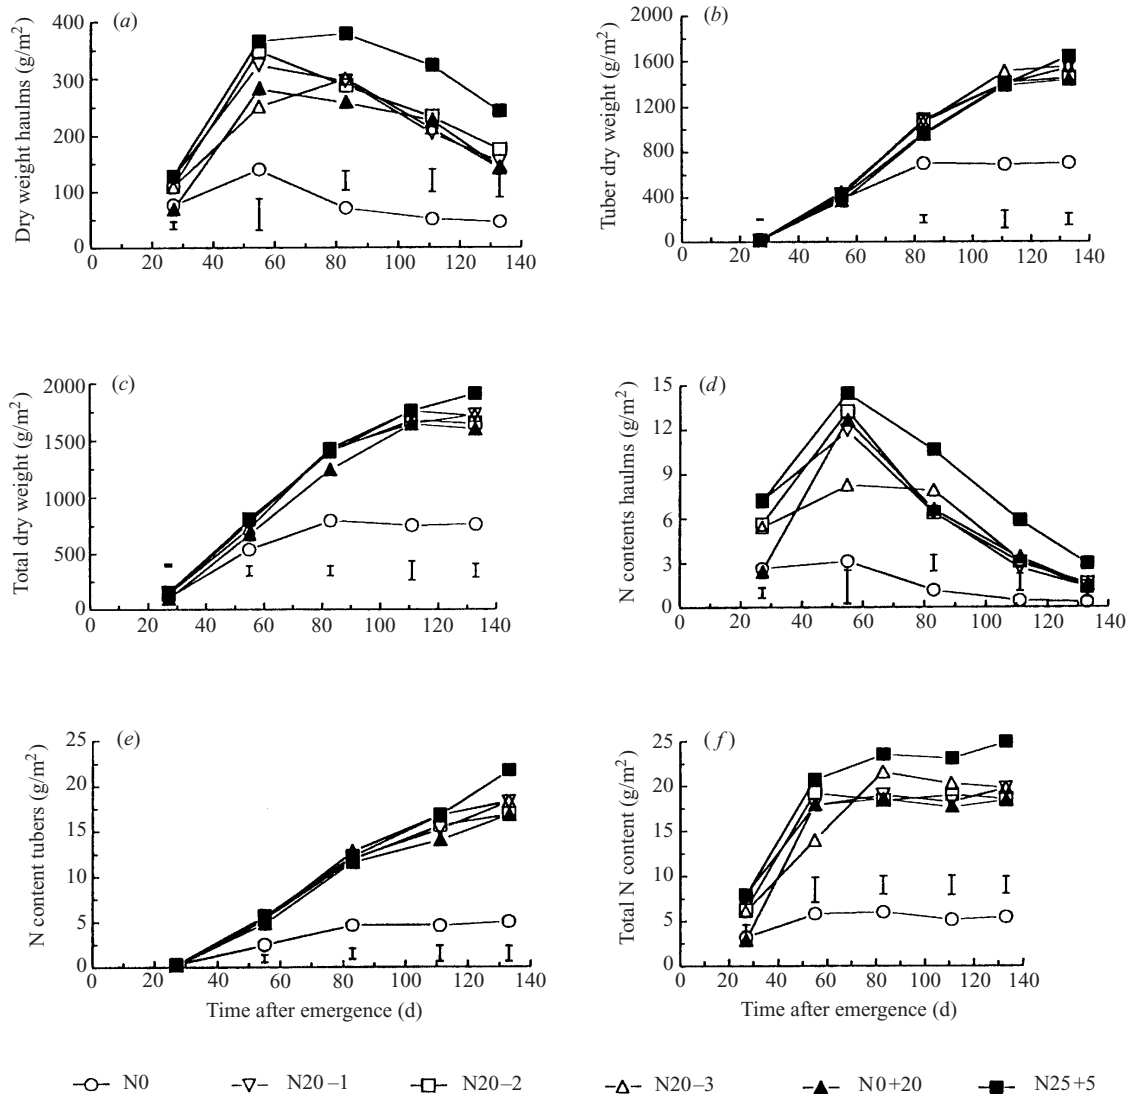 (a)
Dry weight haulms (g/m²)
400
300
200
100
0
0 20 40 60 80 100 120 140
(b)
Tuber dry weight (g/m²)
2000
1600
1200
800
400
0
0 20 40 60 80 100 120 140
(c)
Total dry weight (g/m²)
2000
1500
1000
500
0
0 20 40 60 80 100 120 140
(d)
N contents haulms (g/m²)
15
12
9
6
3
0
0 20 40 60 80 100 120 140
(e)
N content tubers (g/m²)
25
20
15
10
5
0
0 20 40 60 80 100 120 140
Time after emergence (d)
(f)
Total N content (g/m²)
25
20
15
10
5
0
0 20 40 60 80 100 120 140
Time after emergence (d)
N0 N20–1 N20–2 N20–3 N0+20 N25+5